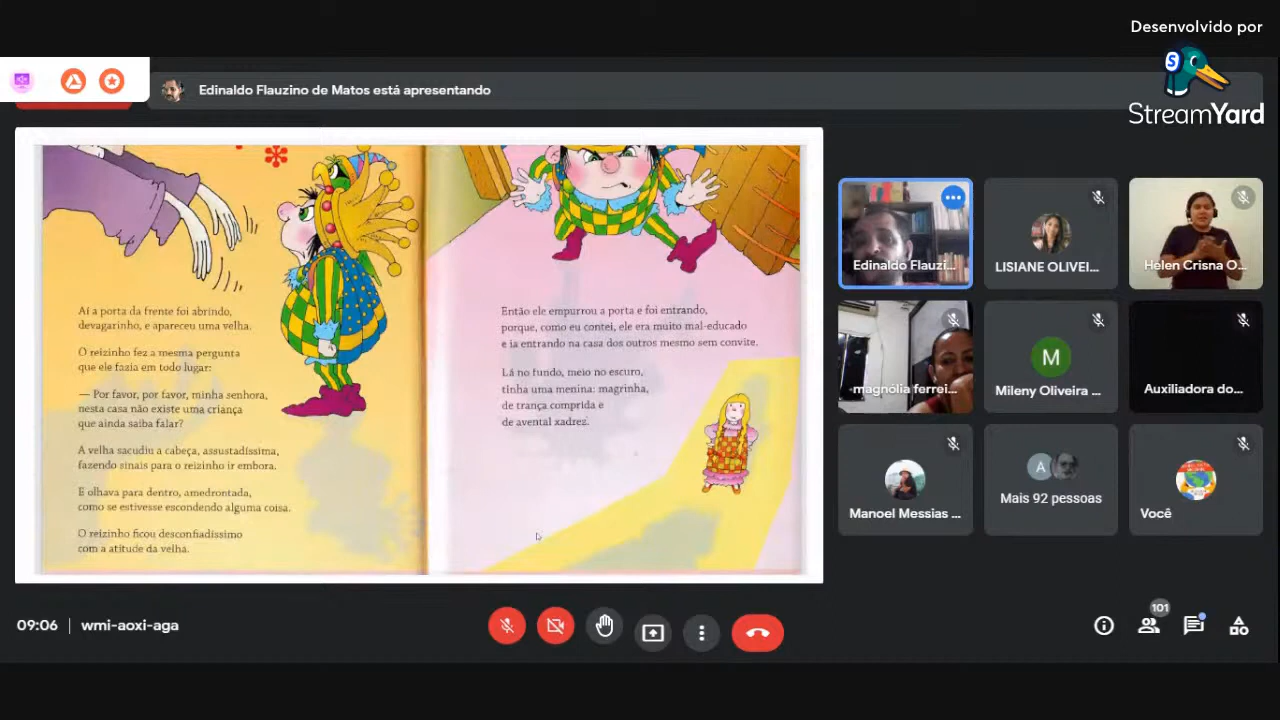 Desenvolvido por
StreamYard
Edinaldo Flauzino de Matos está apresentando
Aí a porta da frente foi abrindo,
devagarinho, e apareceu uma velha.
O reizinho fez a mesma pergunta
que ele fazia em todo lugar:
— Por favor, por favor, minha senhora,
nesta casa não existe uma criança
que ainda saiba falar?
A velha sacudiu a cabeça, assustadíssima,
fazendo sinais para o reizinho ir embora.
E olhava para dentro, amedrontada,
como se estivesse escondendo alguma coisa.
O reizinho ficou desconfiadíssimo
com a atitude da velha.
Então ele empurrou a porta e foi entrando,
porque, como eu contei, ele era muito mal-educado
e ia entrando na casa dos outros mesmo sem convite.
Lá no fundo, meio no escuro,
tinha uma menina: magrinha,
de trança comprida e
de avental xadrez.
Edinaldo Flauzi...
LISIANE OLIVEI...
Helen Crisna O...
magnólia ferrei...
M
Mileny Oliveira ...
Auxiliadora do...
Manoel Messias ...
A
Mais 92 pessoas
Você
09:06 | wmi-aoxi-aga
101